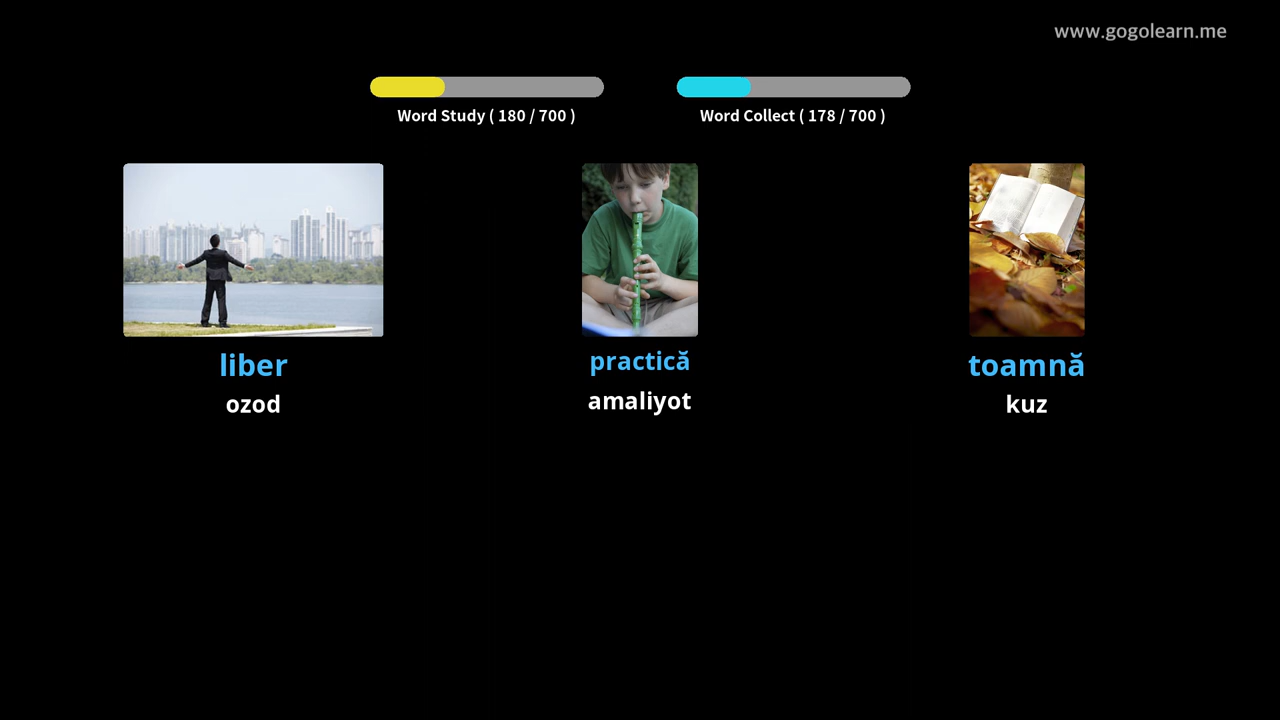 www.gogolearn.me
Word Study ( 180 / 700 )
Word Collect ( 178 / 700 )
liber
practică
toamnă
ozod
amaliyot
kuz